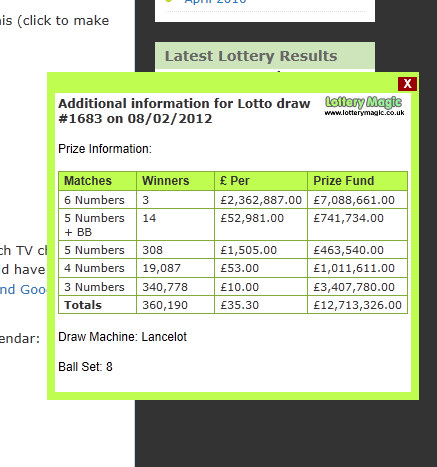 April 2010
is (click to make
Latest Lottery Results
X
Additional information for Lotto draw
#1683 on 08/02/2012
Lottery Magic
www.lotterymagic.co.uk
Prize Information:
Matches Winners £ Per Prize Fund
6 Numbers 3 £2,362,887.00 £7,088,661.00
5 Numbers + BB 14 £52,981.00 £741,734.00
5 Numbers 308 £1,505.00 £463,540.00
4 Numbers 19,087 £53.00 £1,011,611.00
3 Numbers 340,778 £10.00 £3,407,780.00
Totals 360,190 £35.30 £12,713,326.00
Draw Machine: Lancelot
Ball Set: 8
ch TV ch
d have
nd Goo
endar: